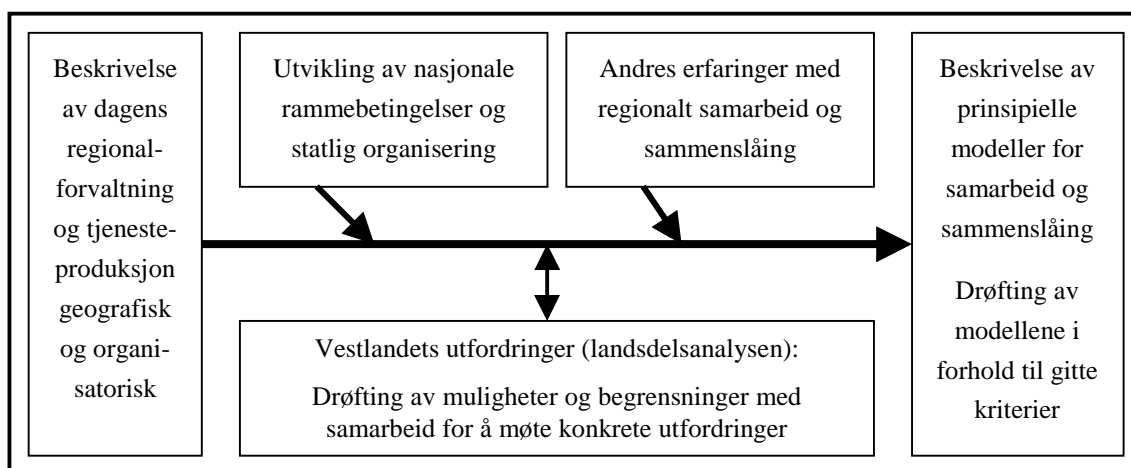 Beskrivelse
av dagens
regional-
forvaltning
og tjeneste-
produksjon
geografisk
og organi-
satorisk
Utvikling av nasjonale
rammebetingelser og
statlig organisering
Andres erfaringer med
regionalt samarbeid og
sammenslåing
Vestlandets utfordringer (landsdelsanalysen):
Drøfting av muligheter og begrensninger med
samarbeid for å møte konkrete utfordringer
Beskrivelse av
prinsipielle
modeller for
samarbeid og
sammenslåing
Drøfting av
modellene i
forhold til gitte
kriterier